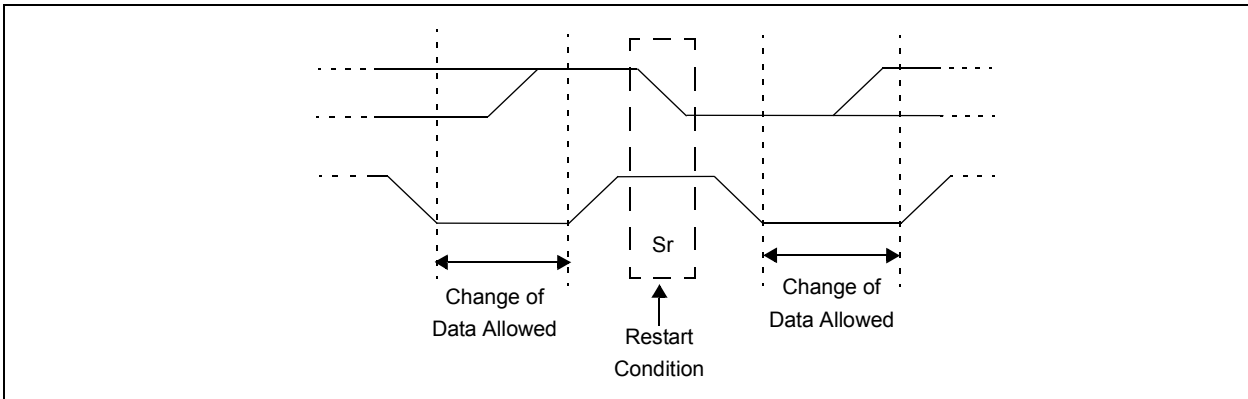 Sr
Change of
Data Allowed
Restart
Condition
Change of
Data Allowed